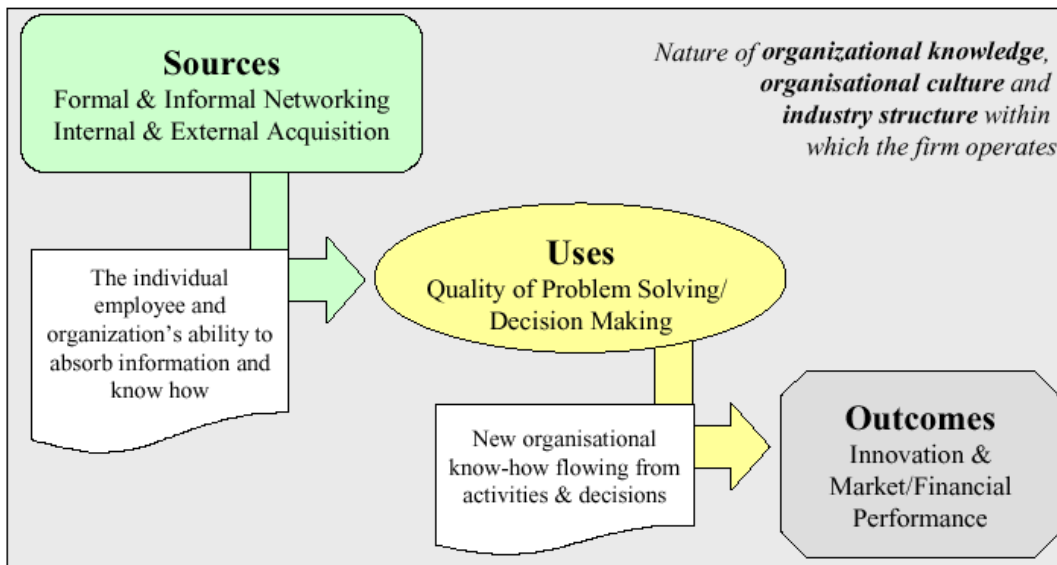 Sources
Formal & Informal Networking
Internal & External Acquisition
Nature of organizational knowledge,
organisational culture and
industry structure within
which the firm operates
The individual
employee and
organization's ability to
absorb information and
know how
Uses
Quality of Problem Solving/
Decision Making
New organisational
know-how flowing from
activities & decisions
Outcomes
Innovation &
Market/Financial
Performance